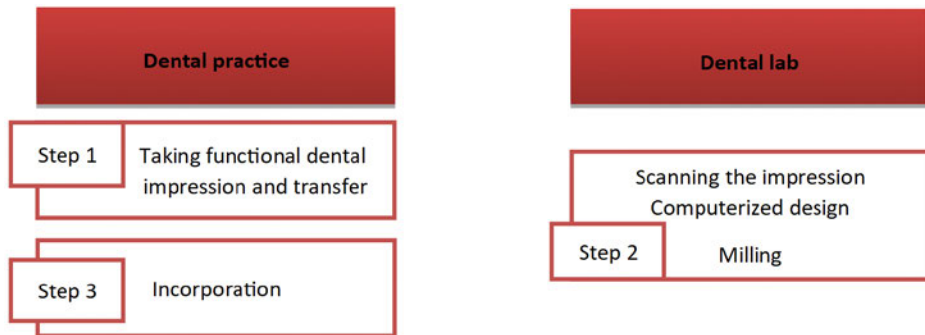 Dental practice
Dental lab
Step 1
Taking functional dental
impression and transfer
Scanning the impression
Computerized design
Step 2
Milling
Step 3
Incorporation